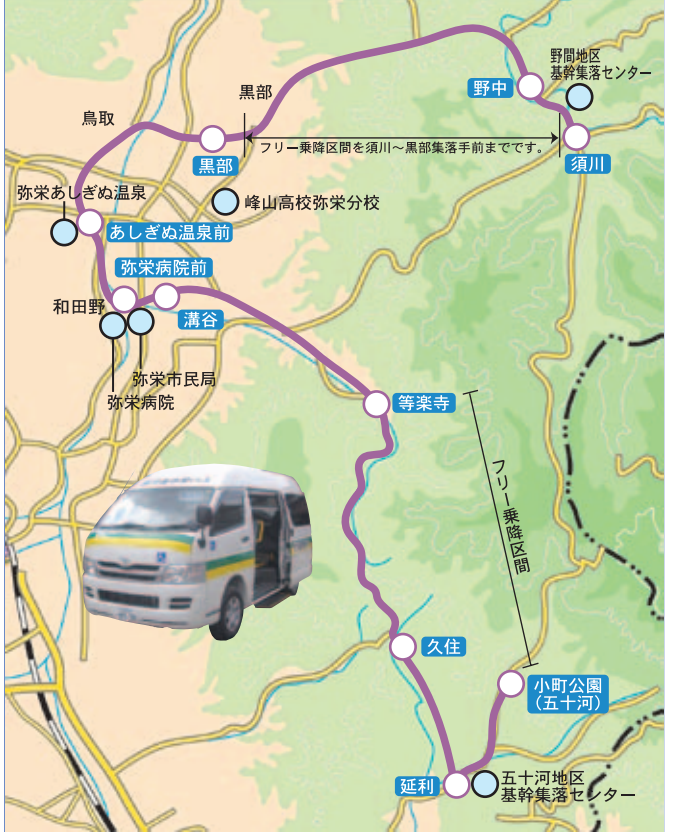 野間地区
基幹集落センター
野中
黒部
鳥取
フリー乗降区間を須川〜黒部集落手前までです。
黒部
須川
弥栄あしぎぬ温泉
峰山高校弥栄分校
あしぎぬ温泉前
弥栄病院前
和田野
溝谷
弥栄市民局
弥栄病院
等楽寺
フリー乗降区間
久住
小町公園
（五十河）
延利
五十河地区
基幹集落センター